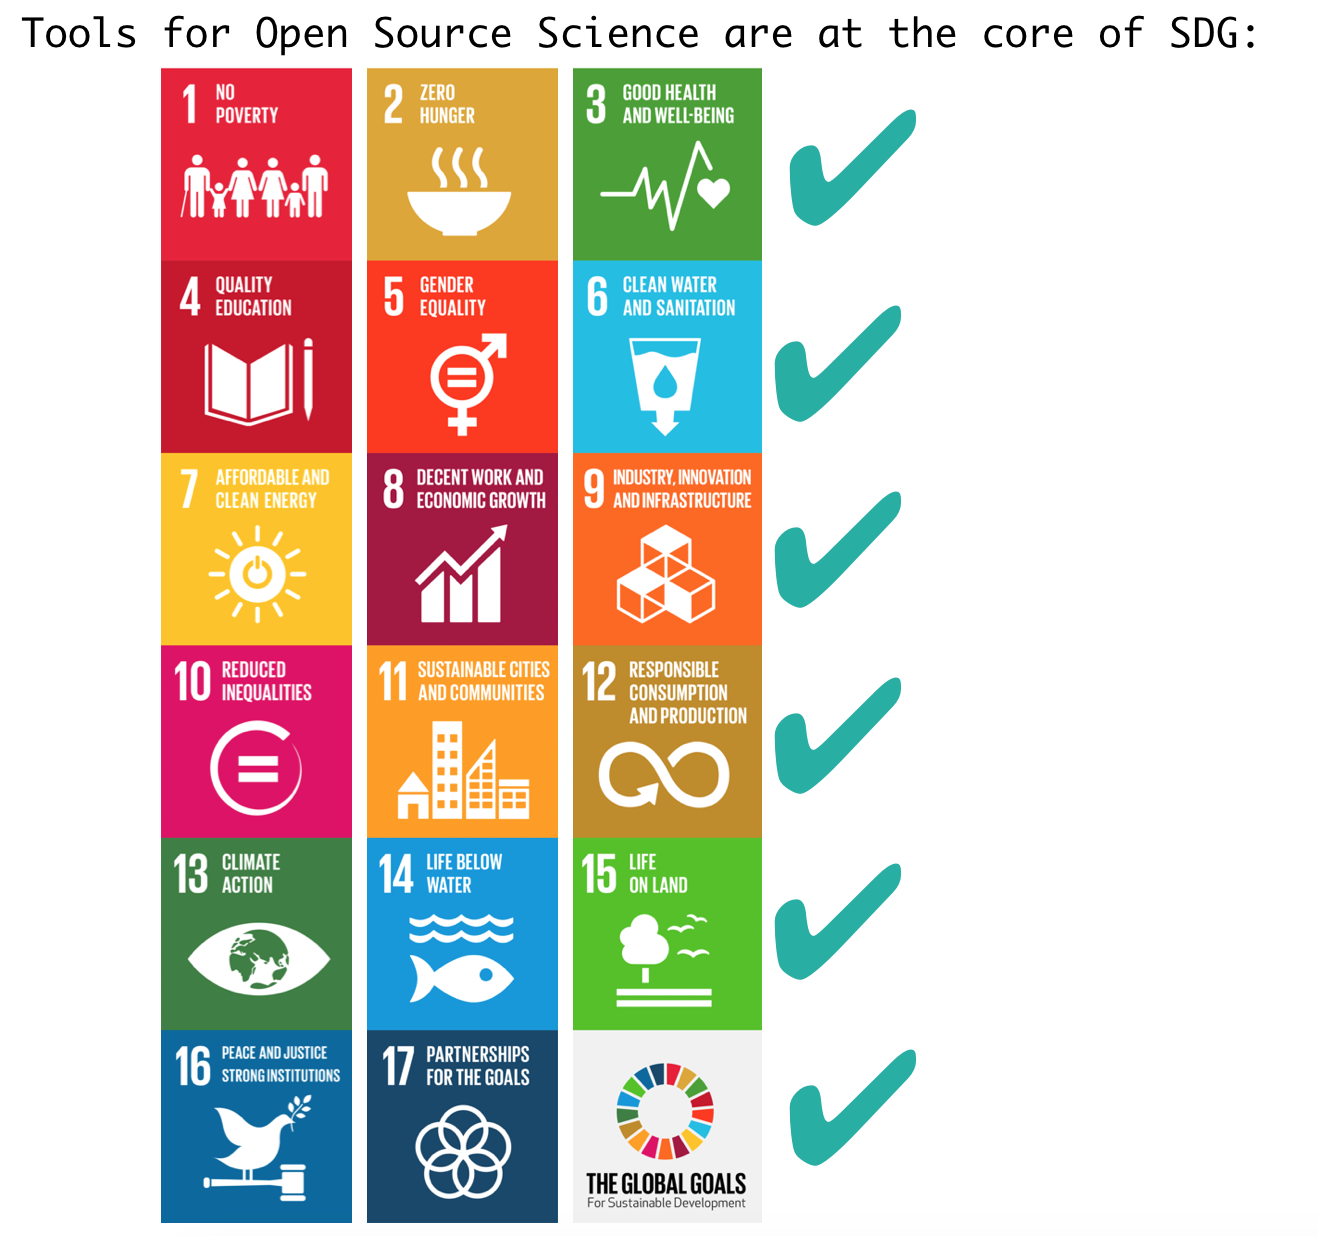 Tools for Open Source Science are at the core of SDG:
1 NO
POVERTY
2 ZERO
HUNGER
3 GOOD HEALTH
AND WELL-BEING
4 QUALITY
EDUCATION
5 GENDER
EQUALITY
6 CLEAN WATER
AND SANITATION
7 AFFORDABLE AND
CLEAN ENERGY
8 DECENT WORK AND
ECONOMIC GROWTH
9 INDUSTRY, INNOVATION
AND INFRASTRUCTURE
10 REDUCED
INEQUALITIES
11 SUSTAINABLE CITIES
AND COMMUNITIES
12 RESPONSIBLE
CONSUMPTION
AND PRODUCTION
13 CLIMATE
ACTION
14 LIFE BELOW
WATER
15 LIFE
ON LAND
16 PEACE AND JUSTICE
STRONG INSTITUTIONS
17 PARTNERSHIPS
FOR THE GOALS
THE GLOBAL GOALS
For Sustainable Development